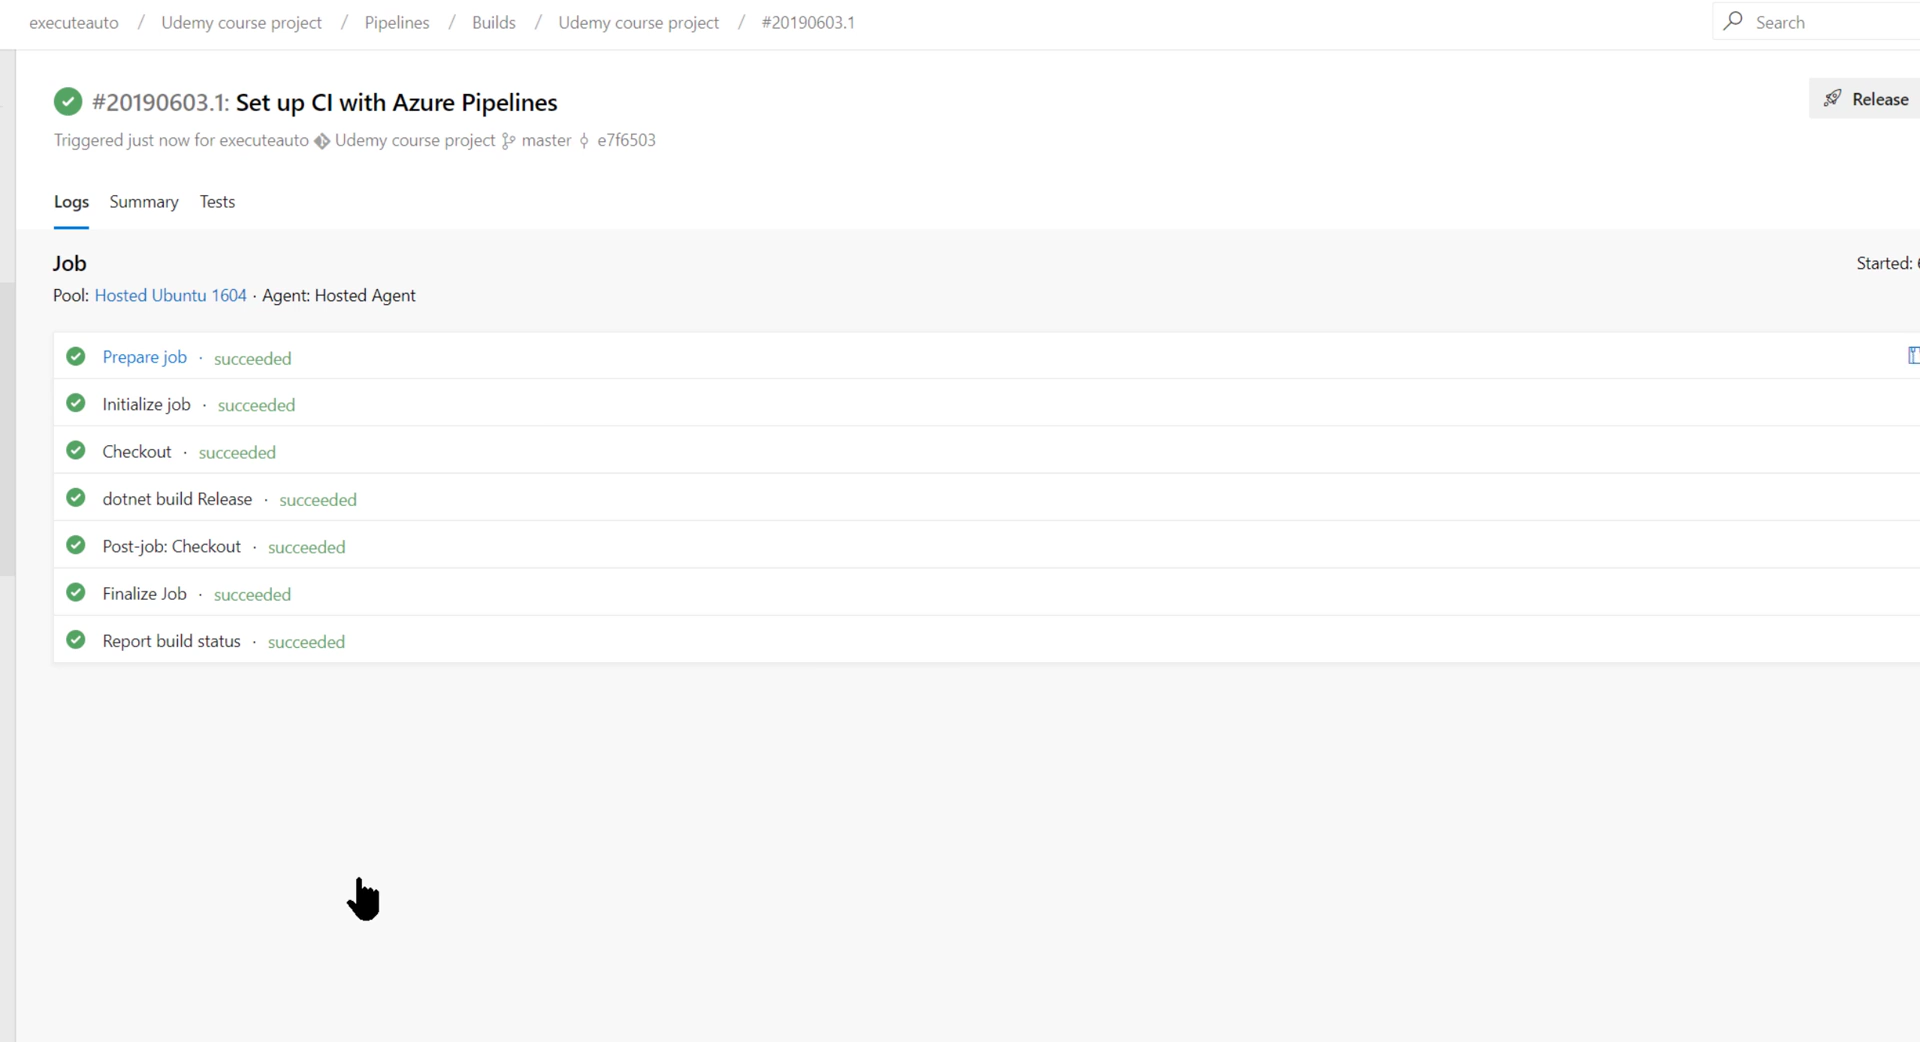 executeauto / Udemy course project / Pipelines / Builds / Udemy course project / #20190603.1
Search
#20190603.1: Set up CI with Azure Pipelines
Release
Triggered just now for executeauto Udemy course project master e7f6503
Logs Summary Tests
Job
Started:
Pool: Hosted Ubuntu 1604 · Agent: Hosted Agent
Prepare job · succeeded
Initialize job · succeeded
Checkout · succeeded
dotnet build Release · succeeded
Post-job: Checkout · succeeded
Finalize Job · succeeded
Report build status · succeeded